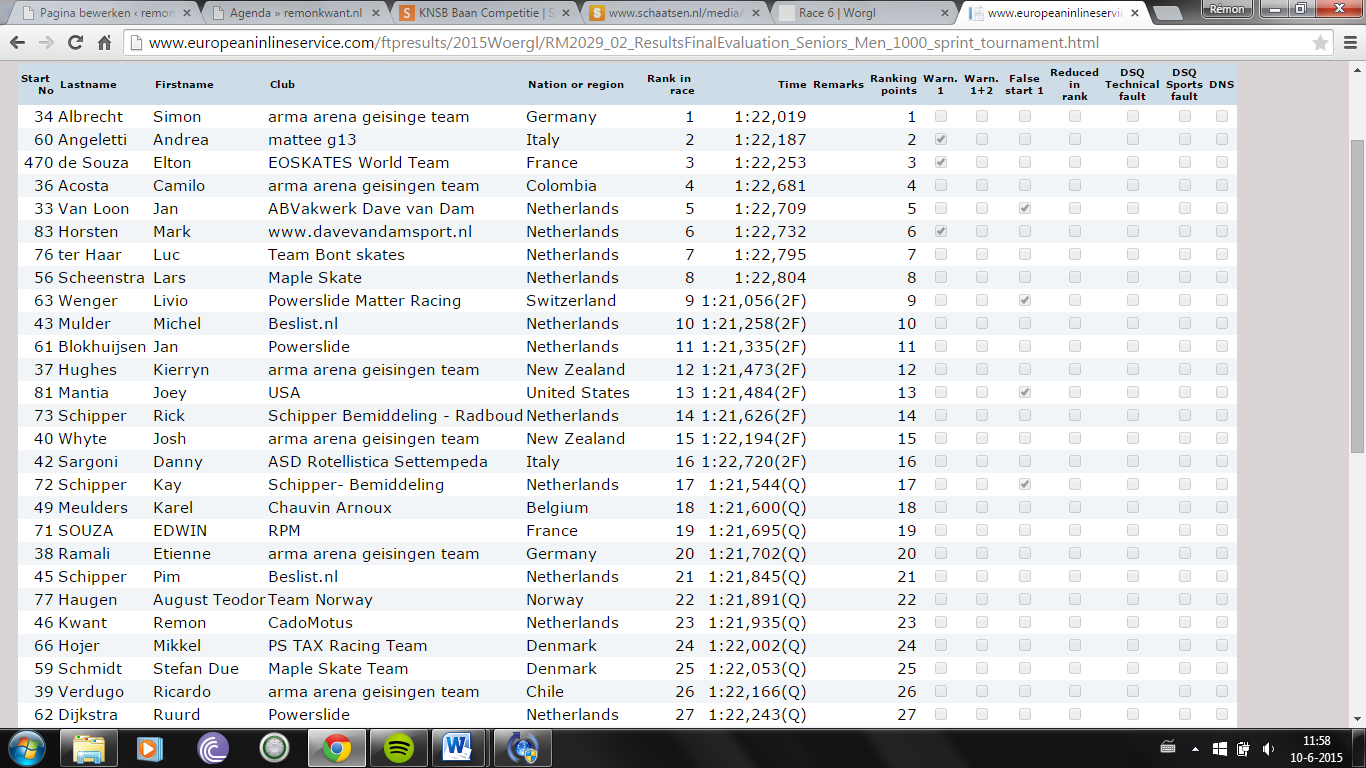 Pagina bewerken ‹ remon × Agenda » remonkwant.nl × KNSB Baan Competitie | S × www.schaatsen.nl/media/ × Race 6 | Worgl × www.europeaninlineservic × Rémon
www.europeaninlineservice.com/ftpresults/2015Woergl/RM2029_02_ResultsFinalEvaluation_Seniors_Men_1000_sprint_tournament.html
Start No Lastname Firstname Club Nation or region Rank in race Time Remarks Ranking points Warn. 1 Warn. 1+2 False start 1 Reduced in rank DSQ Technical fault DSQ Sports fault DNS
34 Albrecht Simon arma arena geisinge team Germany 1 1:22,019 1
60 Angeletti Andrea mattee g13 Italy 2 1:22,187 2
470 de Souza Elton EOSKATES World Team France 3 1:22,253 3
36 Acosta Camilo arma arena geisingen team Colombia 4 1:22,681 4
33 Van Loon Jan ABVakwerk Dave van Dam Netherlands 5 1:22,709 5
83 Horsten Mark www.davevandamsport.nl Netherlands 6 1:22,732 6
76 ter Haar Luc Team Bont skates Netherlands 7 1:22,795 7
56 Scheenstra Lars Maple Skate Netherlands 8 1:22,804 8
63 Wenger Livio Powerslide Matter Racing Switzerland 9 1:21,056(2F) 9
43 Mulder Michel Beslist.nl Netherlands 10 1:21,258(2F) 10
61 Blokhuijsen Jan Powerslide Netherlands 11 1:21,335(2F) 11
37 Hughes Kierryn arma arena geisingen team New Zealand 12 1:21,473(2F) 12
81 Mantia Joey USA United States 13 1:21,484(2F) 13
73 Schipper Rick Schipper Bemiddeling - Radboud Netherlands 14 1:21,626(2F) 14
40 Whyte Josh arma arena geisingen team New Zealand 15 1:22,194(2F) 15
42 Sargoni Danny ASD Rotellistica Settempeda Italy 16 1:22,720(2F) 16
72 Schipper Kay Schipper- Bemiddeling Netherlands 17 1:21,544(Q) 17
49 Meulders Karel Chauvin Arnoux Belgium 18 1:21,600(Q) 18
71 SOUZA EDWIN RPM France 19 1:21,695(Q) 19
38 Ramali Etienne arma arena geisingen team Germany 20 1:21,702(Q) 20
45 Schipper Pim Beslist.nl Netherlands 21 1:21,845(Q) 21
77 Haugen August Teodor Team Norway Norway 22 1:21,891(Q) 22
46 Kwant Remon CadoMotus Netherlands 23 1:21,935(Q) 23
66 Hojer Mikkel PS TAX Racing Team Denmark 24 1:22,002(Q) 24
59 Schmidt Stefan Due Maple Skate Team Denmark 25 1:22,053(Q) 25
39 Verdugo Ricardo arma arena geisingen team Chile 26 1:22,166(Q) 26
62 Dijkstra Ruurd Powerslide Netherlands 27 1:22,243(Q) 27
11:58
10-6-2015